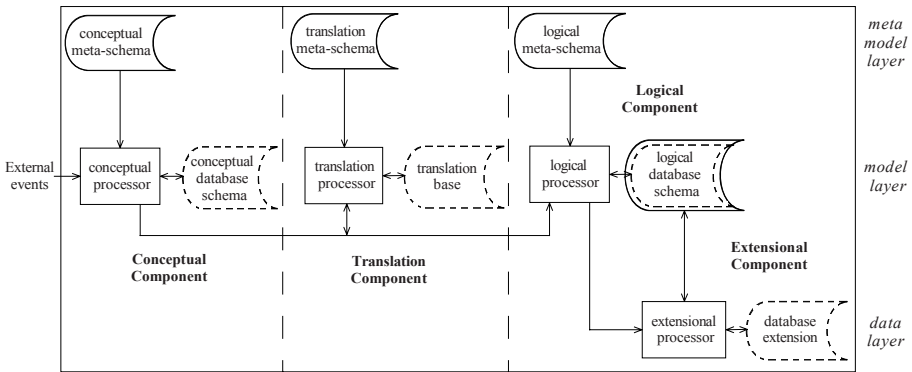 conceptual
meta-schema
translation
meta-schema
logical
meta-schema
meta
model
layer
Logical
Component
External
events
conceptual
processor
conceptual
database
schema
translation
processor
translation
base
logical
processor
logical
database
schema
model
layer
Conceptual
Component
Translation
Component
Extensional
Component
extensional
processor
database
extension
data
layer